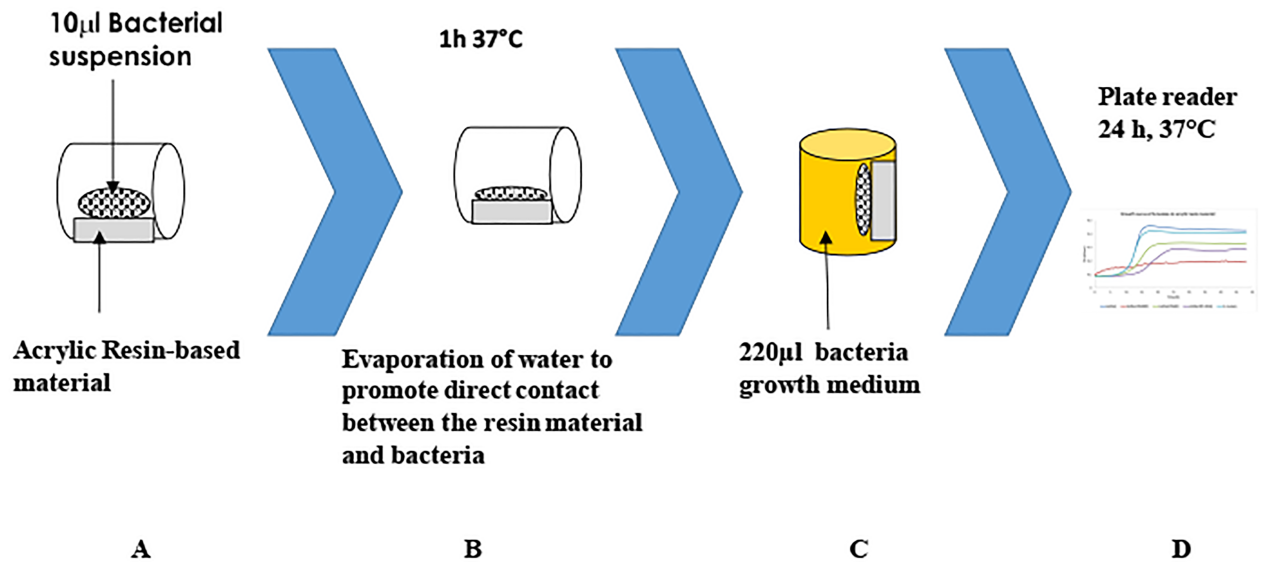 10µl Bacterial
suspension
Acrylic Resin-based
material
1h 37°C
Evaporation of water to
promote direct contact
between the resin material
and bacteria
220µl bacteria
growth medium
Plate reader
24 h, 37°C
A
B
C
D